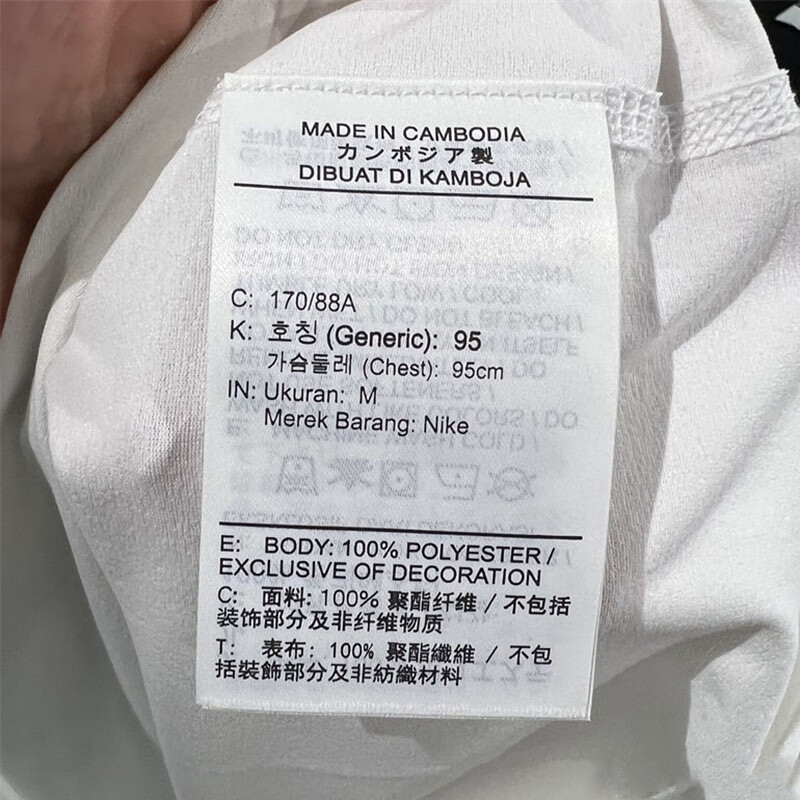 MADE IN CAMBODIA
カンボジア製
DIBUAT DI KAMBOJA
C: 170/88A
K: 호칭 (Generic): 95
가슴둘레 (Chest): 95cm
IN: Ukuran: M
Merek Barang: Nike
E: BODY: 100% POLYESTER /
EXCLUSIVE OF DECORATION
C: 面料: 100% 聚酯纤维 / 不包括
装饰部分及非纤维物质
T: 表布: 100% 聚酯纖維 / 不包
括裝飾部分及非紡織材料